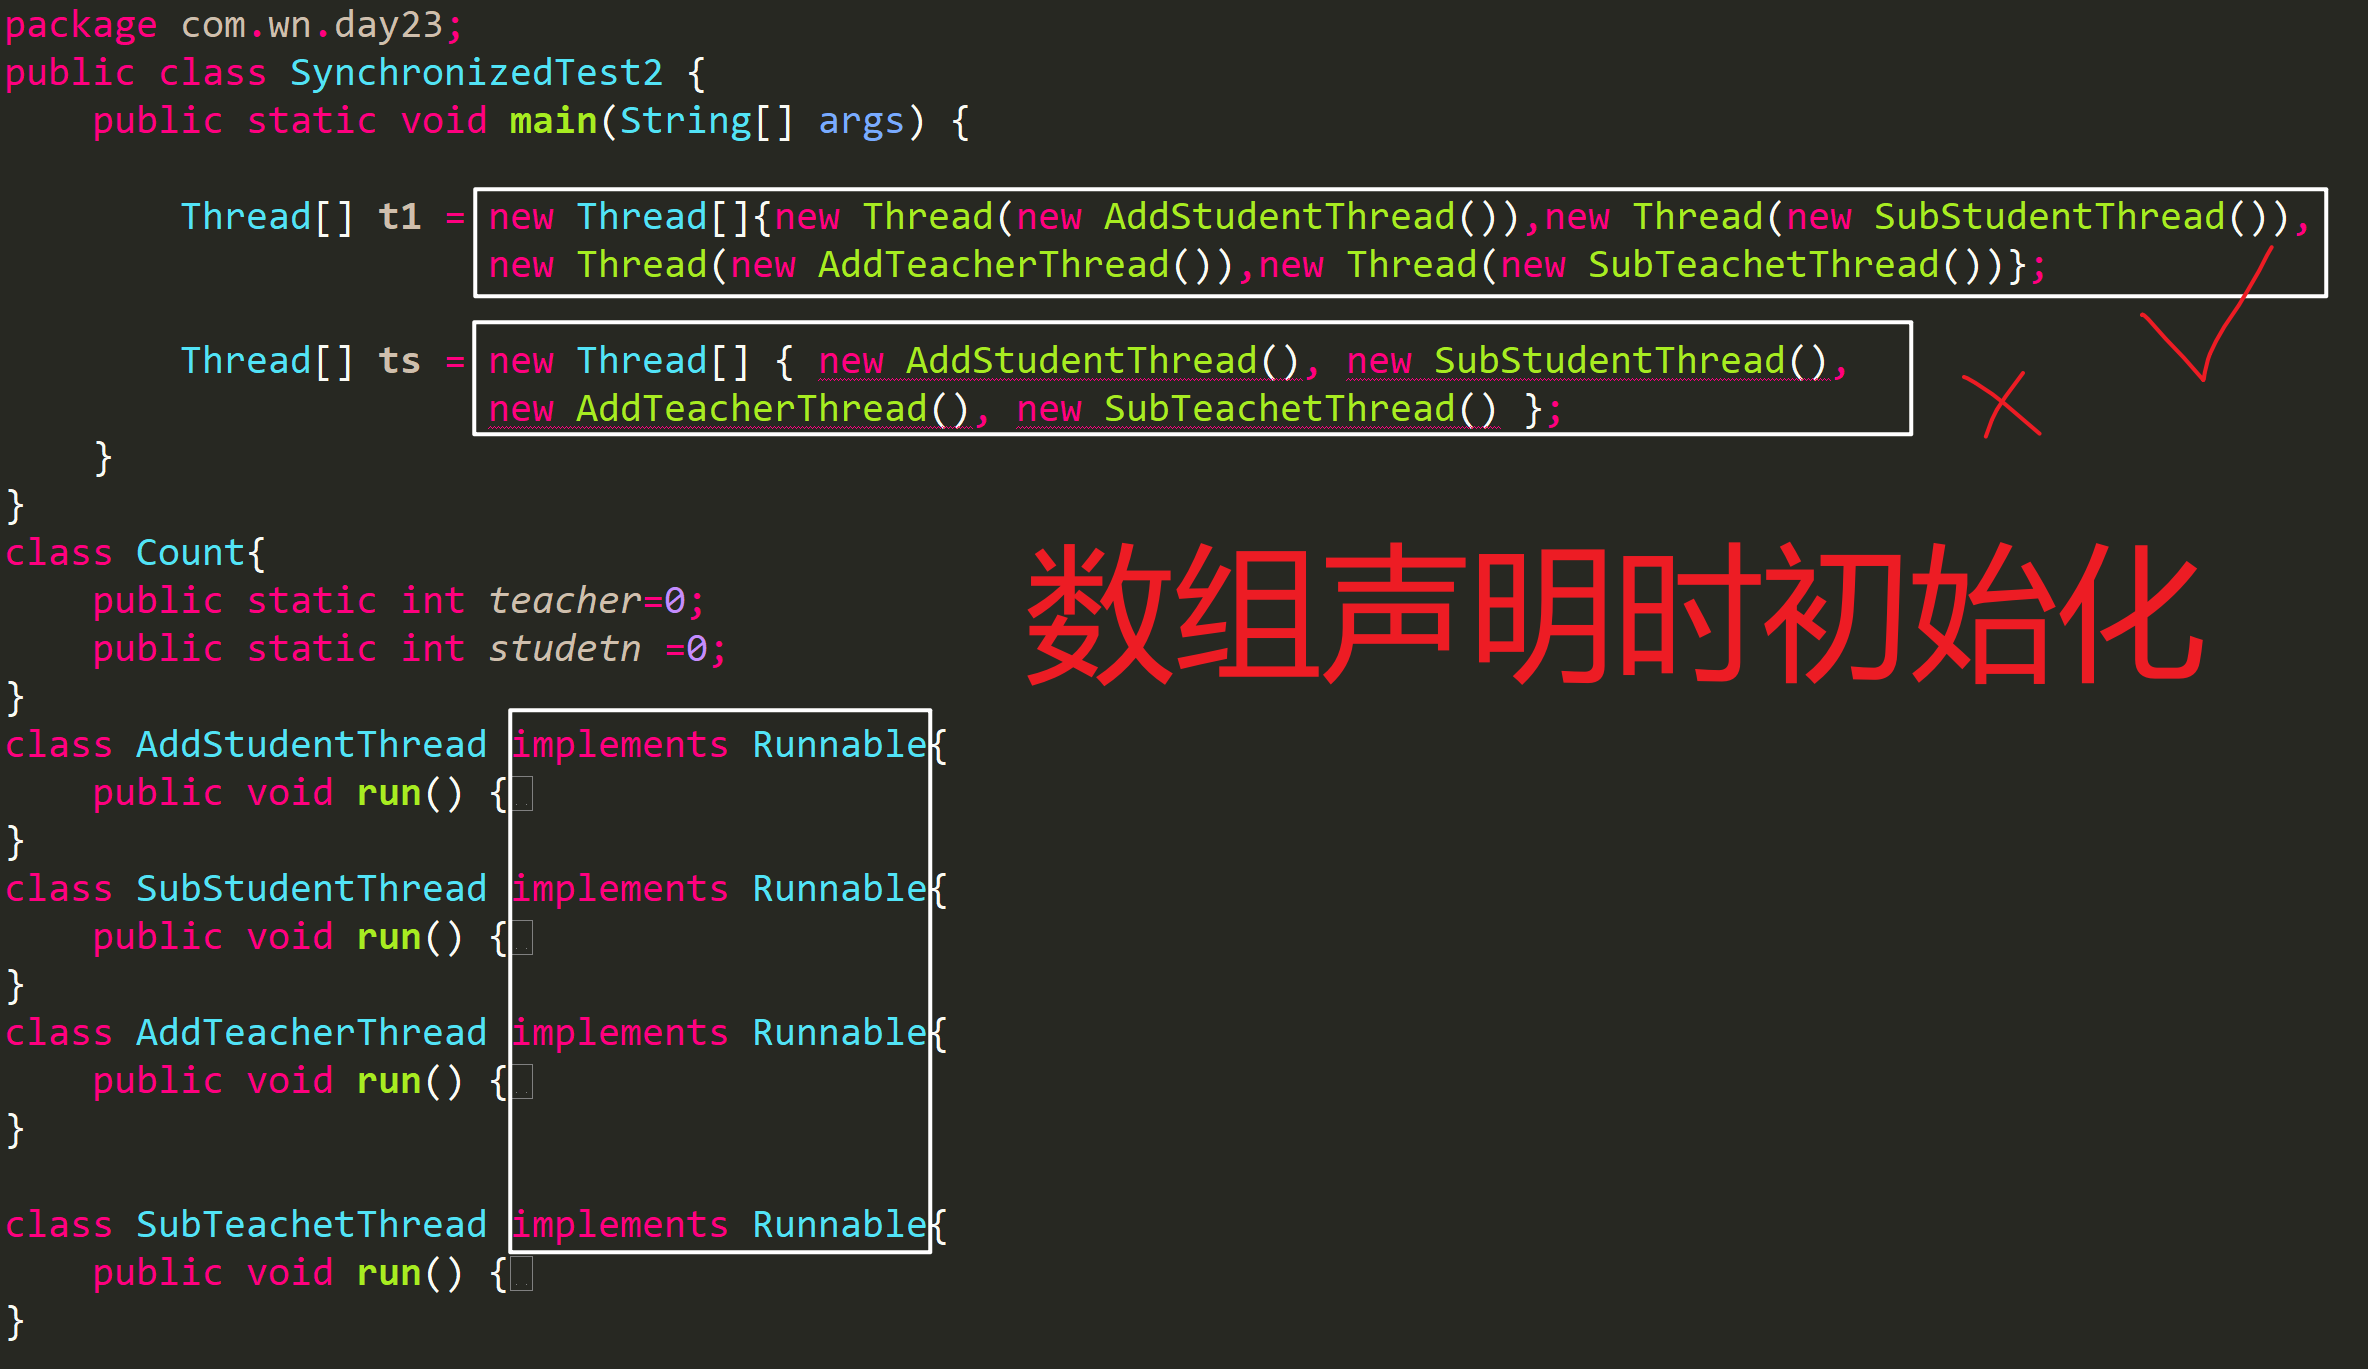 package com.wn.day23;
public class SynchronizedTest2 {
public static void main(String[] args) {
Thread[] t1 = new Thread[]{new Thread(new AddStudentThread()),new Thread(new SubStudentThread()),
new Thread(new AddTeacherThread()),new Thread(new SubTeachetThread())};
Thread[] ts = new Thread[] { new AddStudentThread(), new SubStudentThread(),
new AddTeacherThread(), new SubTeachetThread() };
}
}
class Count{
public static int teacher=0;
public static int studetn =0;
}
数组声明时初始化
class AddStudentThread implements Runnable{
public void run() {
}
class SubStudentThread implements Runnable{
public void run() {
}
class AddTeacherThread implements Runnable{
public void run() {
}
class SubTeachetThread implements Runnable{
public void run() {
}